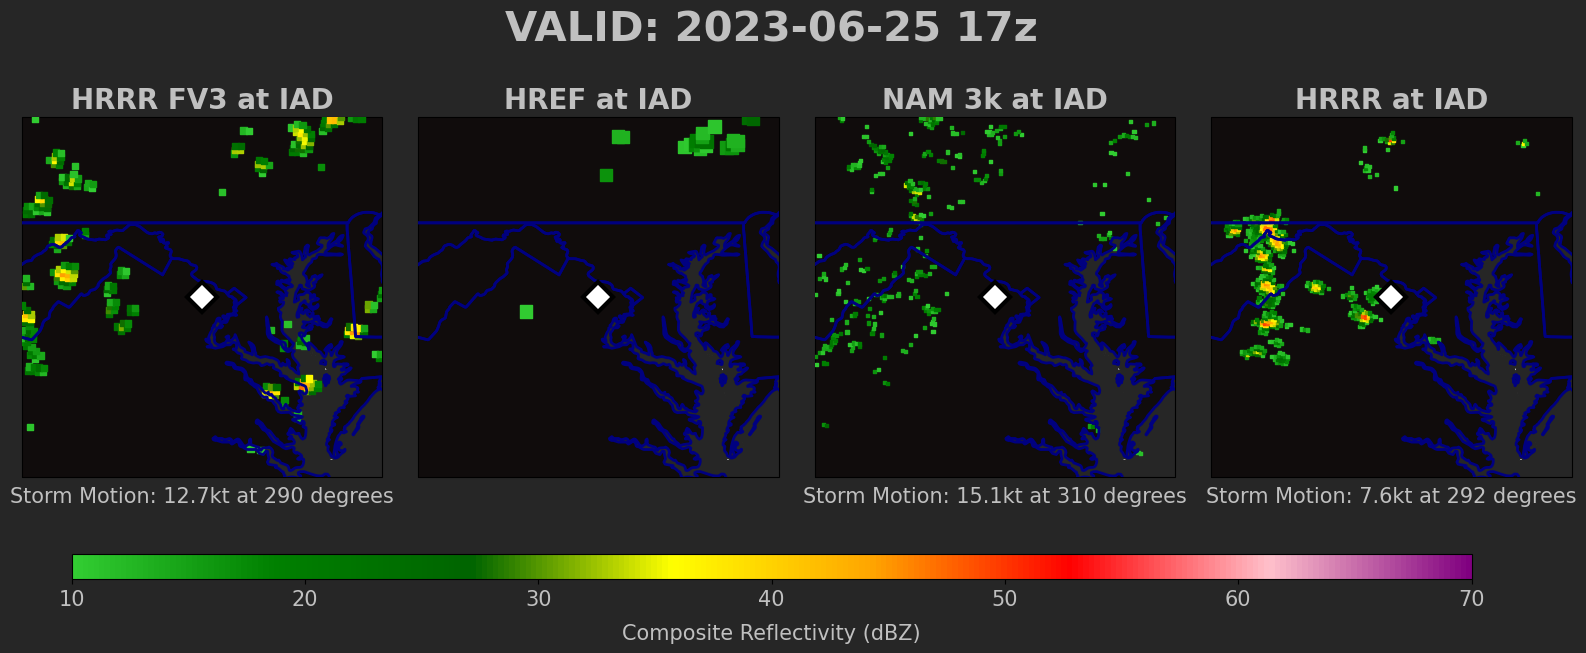 VALID: 2023-06-25 17z
HRRR FV3 at IAD
HREF at IAD
NAM 3k at IAD
HRRR at IAD
Storm Motion: 12.7kt at 290 degrees
Storm Motion: 15.1kt at 310 degrees
Storm Motion: 7.6kt at 292 degrees
10 20 30 40 50 60 70
Composite Reflectivity (dBZ)